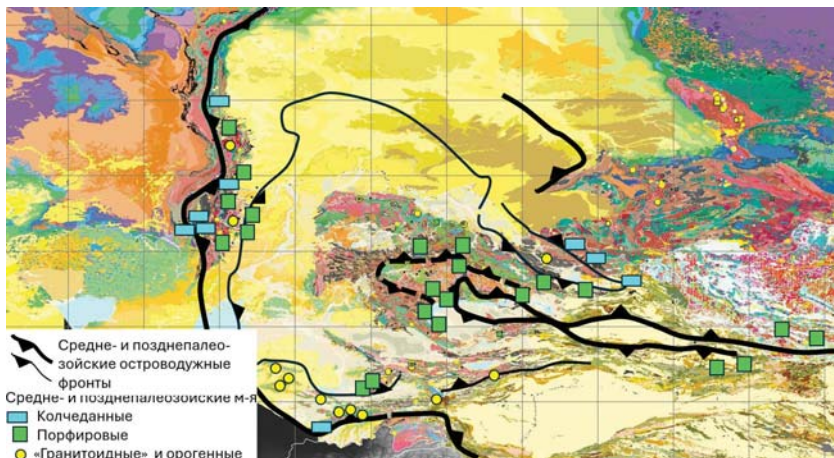 Средне- и позднепалео-
зойские островодужные
фронты
Средне- и позднепалеозойские м-я
Колчеданные
Порфировые
«Гранитоидные» и орогенные